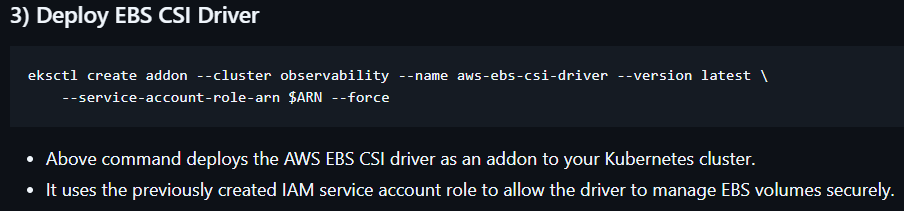 3) Deploy EBS CSI Driver
eksctl create addon --cluster observability --name aws-ebs-csi-driver --version latest \
--service-account-role-arn $ARN --force
• Above command deploys the AWS EBS CSI driver as an addon to your Kubernetes cluster.
• It uses the previously created IAM service account role to allow the driver to manage EBS volumes securely.